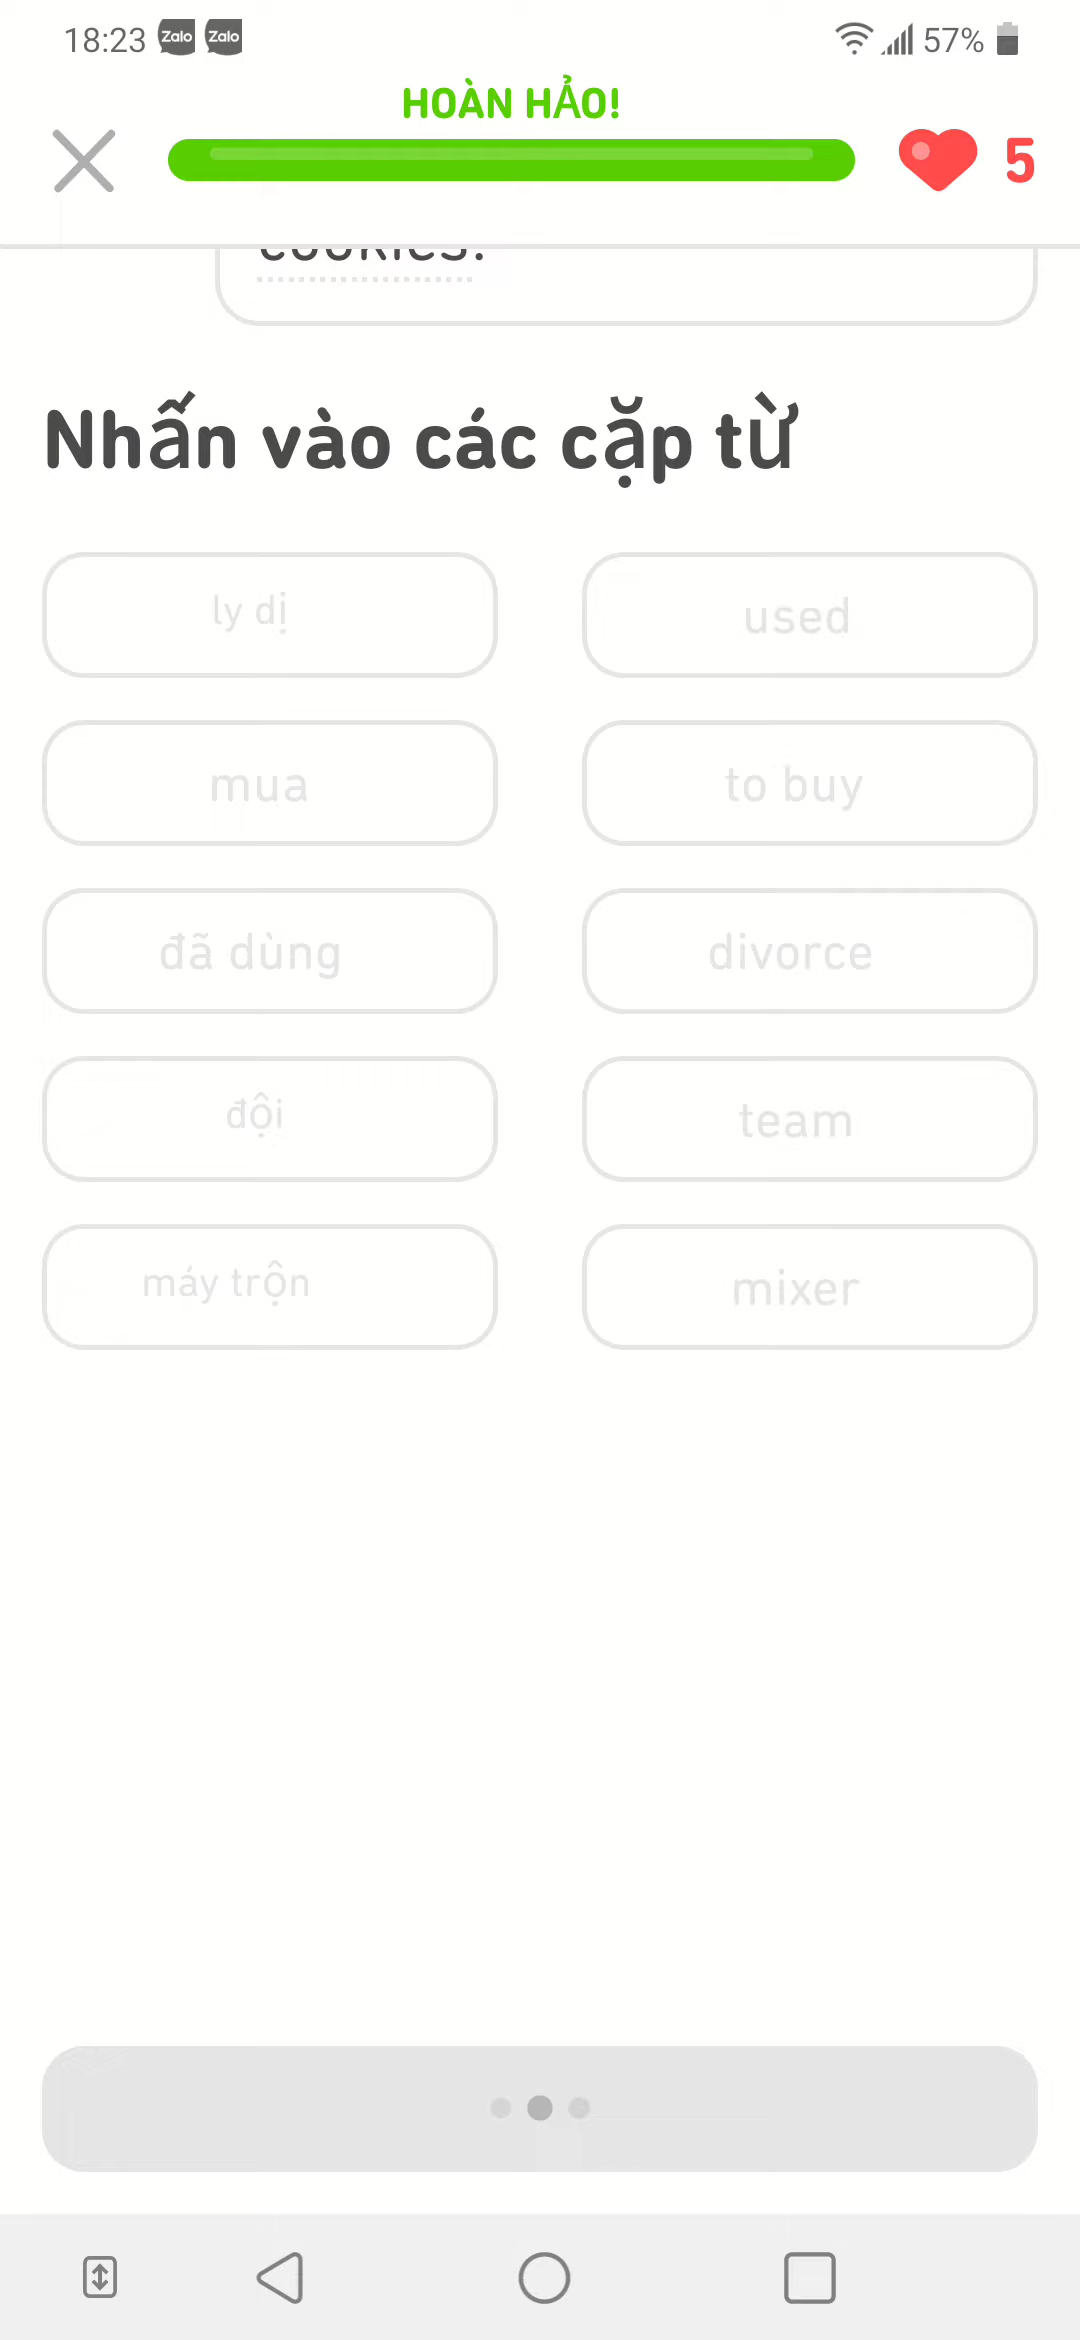 18:23 Zalo Zalo 57%
HOÀN HẢO!
5
cookies.
Nhấn vào các cặp từ
ly dị used
mua to buy
đã dùng divorce
đội team
máy trộn mixer